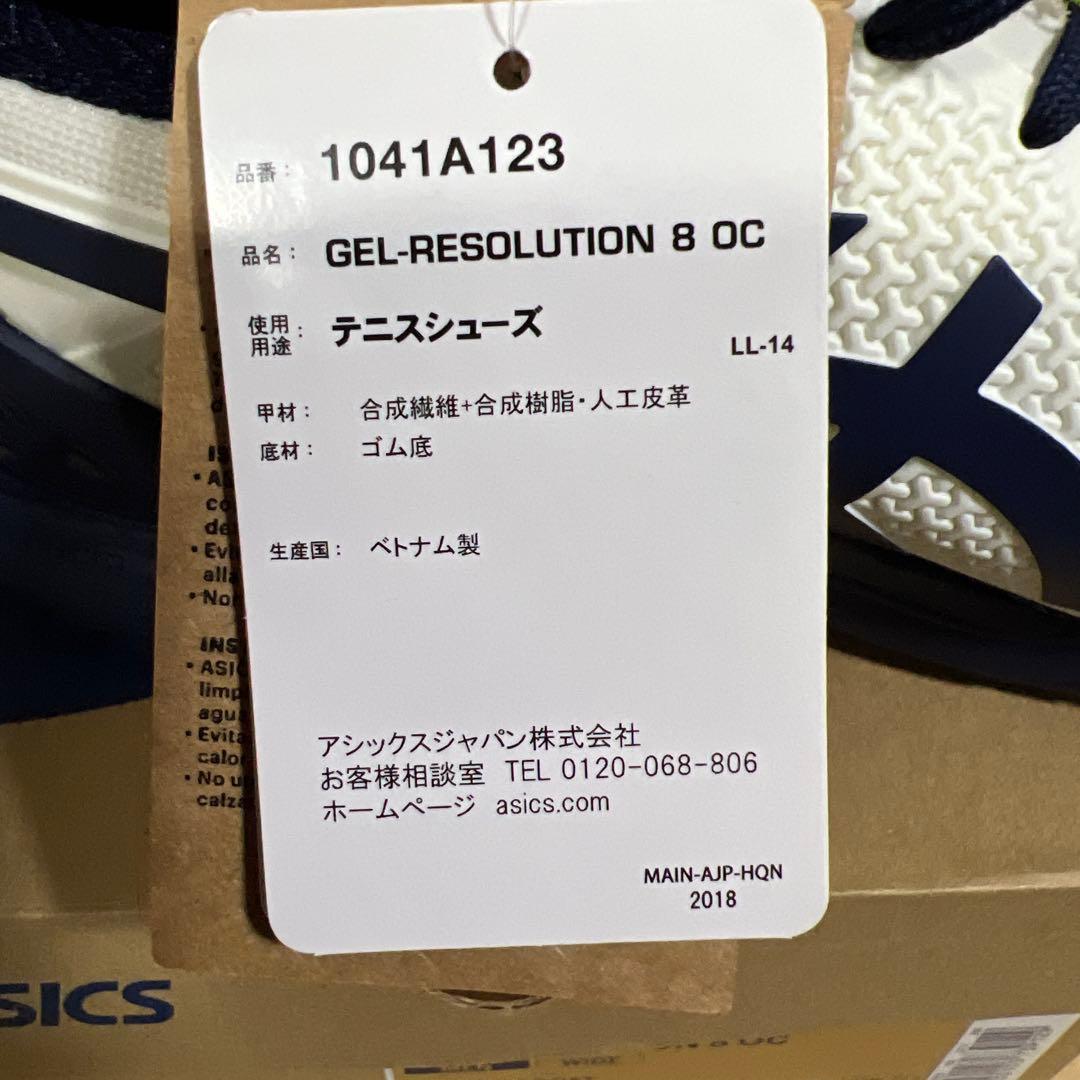 品番： 1041A123
品名： GEL-RESOLUTION 8 OC
使用用途： テニスシューズ
LL-14
甲材： 合成繊維+合成樹脂・人工皮革
底材： ゴム底
生産国： ベトナム製
アシックスジャパン株式会社
お客様相談室 TEL 0120-068-806
ホームページ asics.com
MAIN-AJP-HQN
2018
SICS
8 OC
WIDE